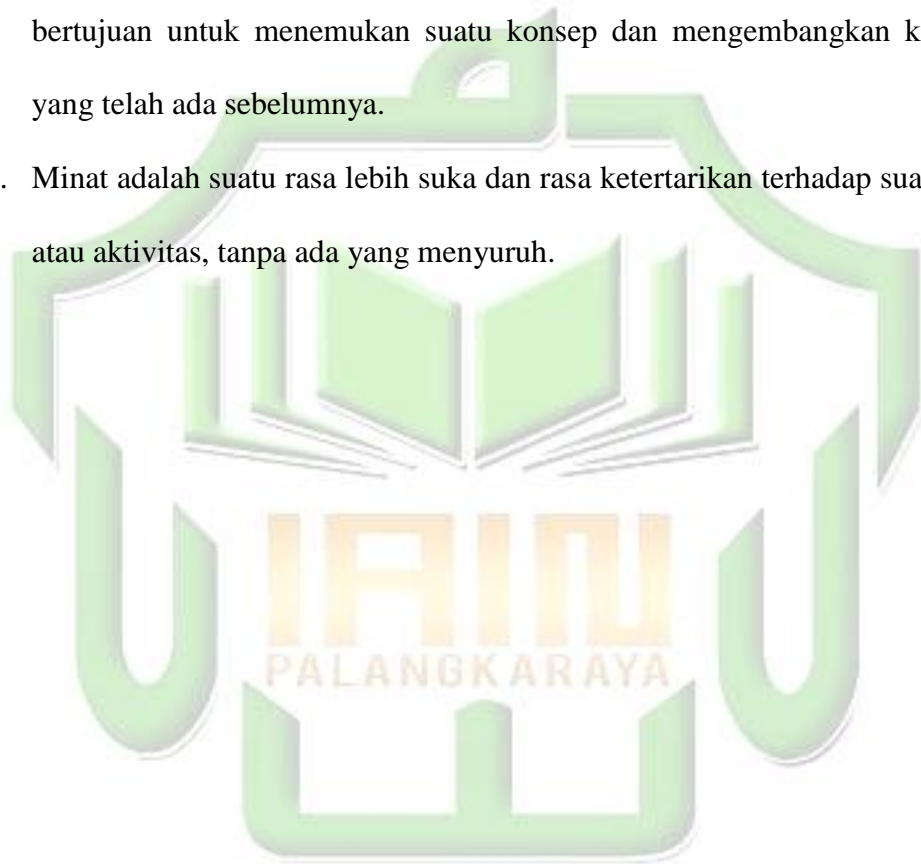 bertujuan untuk menemukan suatu konsep dan mengembangkan k
yang telah ada sebelumnya.
. Minat adalah suatu rasa lebih suka dan rasa ketertarikan terhadap sua
atau aktivitas, tanpa ada yang menyuruh.
IAIN
PALANGKARAYA